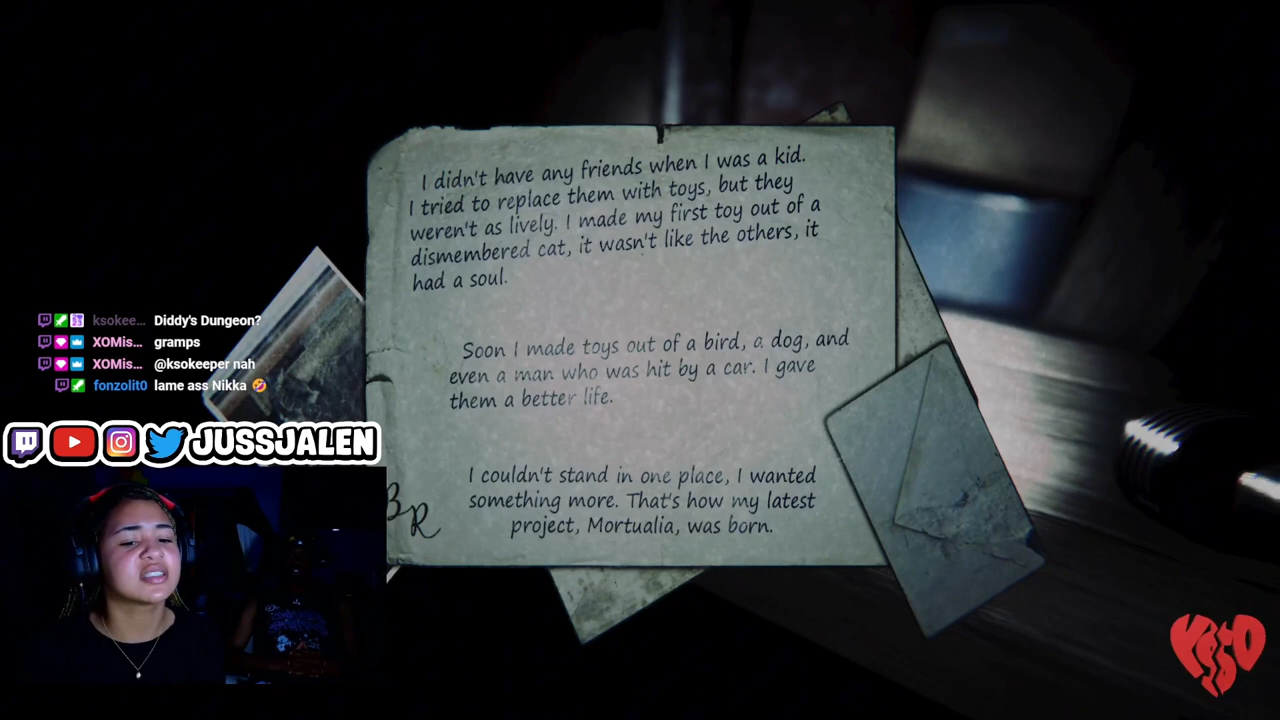 I didn't have any friends when I was a kid.
I tried to replace them with toys, but they
weren't as lively. I made my first toy out of a
dismembered cat, it wasn't like the others, it
had a soul.
Soon I made toys out of a bird, a dog, and
even a man who was hit by a car. I gave
them a better life.
I couldn't stand in one place, I wanted
something more. That's how my latest
project, Mortualia, was born.
BR
ksokee... Diddy's Dungeon?
XOMis... gramps
XOMis... @ksokeeper nah
fonzolit0 lame ass Nikka 🤣
JUSSJALEN
KSO